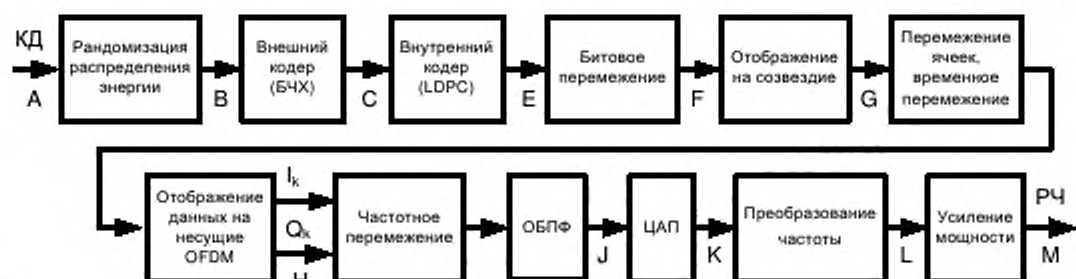 КД
A
Рандомизация
распределения
энергии
B
Внешний
кодер
(БЧХ)
C
Внутренний
кодер
(LDPC)
E
Битовое
перемежение
F
Отображение
на созвездие
G
Перемежение
ячеек,
временное
перемежение
Отображение
данных на
несущие
OFDM
Ik
Qk
Частотное
перемежение
ОБПФ
J
ЦАП
K
Преобразование
частоты
L
Усиление
мощности
РЧ
M